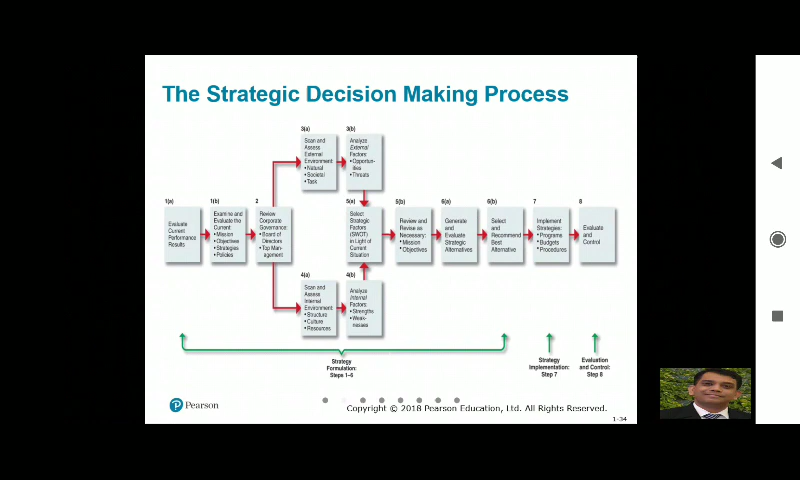 The Strategic Decision Making Process
3(a)
Scan and
Assess
External
Environment:
• Natural
• Societal
• Task
3(b)
Analyze
External
Factors:
• Opportun-
ities
• Threats
1(a)
Evaluate
Current
Performance
Results
1(b)
Examine and
Evaluate the
Current:
• Mission
• Objectives
• Strategies
• Policies
2
Review
Corporate
Governance:
• Board of
Directors
• Top Man-
agement
5(a)
Select
Strategic
Factors
(SWOT)
in Light of
Current
Situation
5(b)
Review and
Revise as
Necessary:
• Mission
• Objectives
6(a)
Generate
and
Evaluate
Strategic
Alternatives
6(b)
Select
and
Recommend
Best
Alternative
7
Implement
Strategies:
• Programs
• Budgets
• Procedures
8
Evaluate
and
Control
4(a)
Scan and
Assess
Internal
Environment:
• Structure
• Culture
• Resources
4(b)
Analyze
Internal
Factors:
• Strengths
• Weak-
nesses
Strategy
Formulation:
Steps 1–6
Strategy
Implementation:
Step 7
Evaluation
and Control:
Step 8
Pearson
Copyright © 2018 Pearson Education, Ltd. All Rights Reserved.
1-34